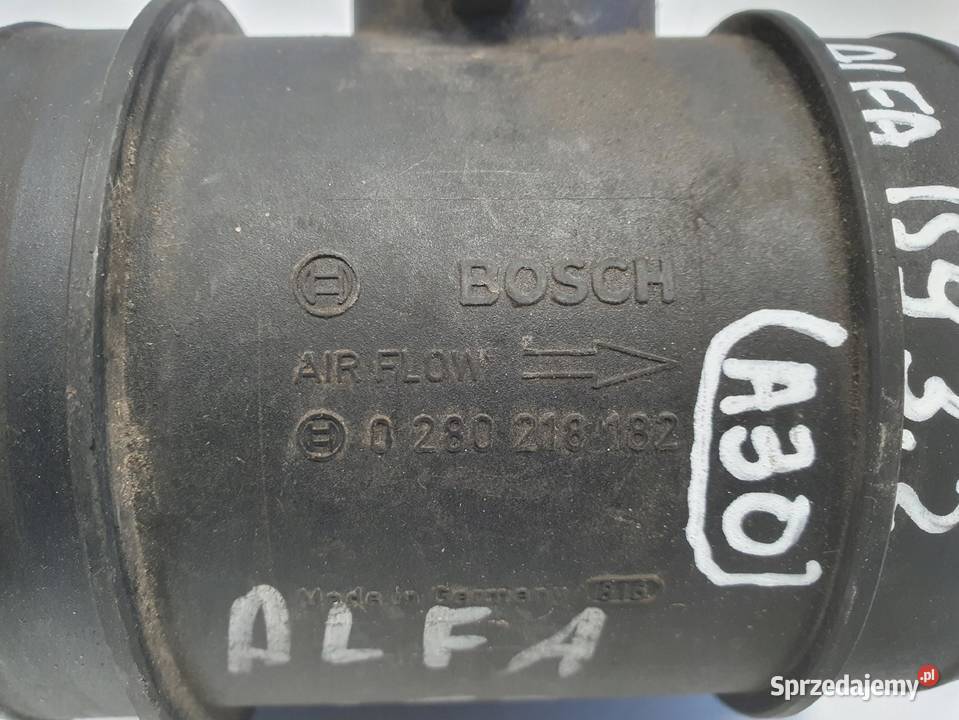 BOSCH
AIR FLOW
0 280 218 182
Made in Germany
ALFA
(A30)
ALFA 159 3.2
Sprzedajemy.pl